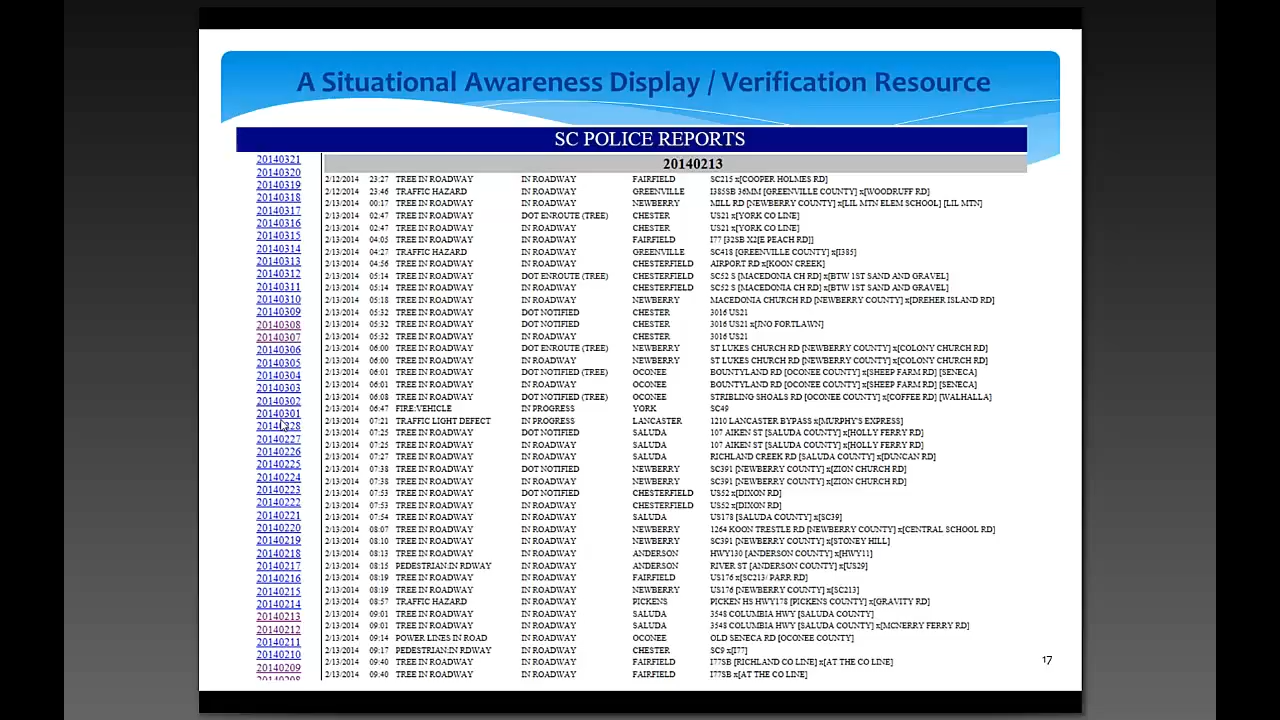 A Situational Awareness Display / Verification Resource
SC POLICE REPORTS
20140213
20140321
20140320
20140319
20140318
20140317
20140316
20140315
20140314
20140313
20140312
20140311
20140310
20140309
20140308
20140307
20140306
20140305
20140304
20140303
20140302
20140301
20140228
20140227
20140226
20140225
20140224
20140223
20140222
20140221
20140220
20140219
20140218
20140217
20140216
20140215
20140214
20140213
20140212
20140211
20140210
20140209
20140208
2/12/2014 23:27 TREE IN ROADWAY IN ROADWAY FAIRFIELD SC215 x[COOPER HOLMES RD]
2/12/2014 23:46 TRAFFIC HAZARD IN ROADWAY GREENVILLE I385SB 36MM [GREENVILLE COUNTY] x[WOODRUFF RD]
2/13/2014 00:17 TREE IN ROADWAY IN ROADWAY NEWBERRY MILL RD [NEWBERRY COUNTY] x[LIL MTN ELEM SCHOOL] [LIL MTN]
2/13/2014 02:47 TREE IN ROADWAY DOT ENROUTE (TREE) CHESTER US21 x[YORK CO LINE]
2/13/2014 02:47 TREE IN ROADWAY IN ROADWAY CHESTER US21 x[YORK CO LINE]
2/13/2014 04:05 TREE IN ROADWAY IN ROADWAY FAIRFIELD I77 [32SB X2[E PEACH RD]]
2/13/2014 04:27 TRAFFIC HAZARD IN ROADWAY GREENVILLE SC418 [GREENVILLE COUNTY] x[I385]
2/13/2014 04:56 TREE IN ROADWAY IN ROADWAY CHESTERFIELD AIRPORT RD x[KOON CREEK]
2/13/2014 05:14 TREE IN ROADWAY DOT ENROUTE (TREE) CHESTERFIELD SC52 S [MACEDONIA CH RD] x[BTW 1ST SAND AND GRAVEL]
2/13/2014 05:14 TREE IN ROADWAY IN ROADWAY CHESTERFIELD SC52 S [MACEDONIA CH RD] x[BTW 1ST SAND AND GRAVEL]
2/13/2014 05:18 TREE IN ROADWAY IN ROADWAY NEWBERRY MACEDONIA CHURCH RD [NEWBERRY COUNTY] x[DREHER ISLAND RD]
2/13/2014 05:32 TREE IN ROADWAY DOT NOTIFIED CHESTER 3016 US21
2/13/2014 05:32 TREE IN ROADWAY DOT NOTIFIED CHESTER 3016 US21 x[JNO FORTLAWN]
2/13/2014 05:32 TREE IN ROADWAY IN ROADWAY CHESTER 3016 US21
2/13/2014 06:00 TREE IN ROADWAY DOT ENROUTE (TREE) NEWBERRY ST LUKES CHURCH RD [NEWBERRY COUNTY] x[COLONY CHURCH RD]
2/13/2014 06:00 TREE IN ROADWAY IN ROADWAY NEWBERRY ST LUKES CHURCH RD [NEWBERRY COUNTY] x[COLONY CHURCH RD]
2/13/2014 06:01 TREE IN ROADWAY DOT NOTIFIED (TREE) OCONEE BOUNTYLAND RD [OCONEE COUNTY] x[SHEEP FARM RD] [SENECA]
2/13/2014 06:01 TREE IN ROADWAY IN ROADWAY OCONEE BOUNTYLAND RD [OCONEE COUNTY] x[SHEEP FARM RD] [SENECA]
2/13/2014 06:08 TREE IN ROADWAY DOT NOTIFIED (TREE) OCONEE STRIBLING SHOALS RD [OCONEE COUNTY] x[COFFEE RD] [WALHALLA]
2/13/2014 06:47 FIRE:VEHICLE IN PROGRESS YORK SC49
2/13/2014 07:21 TRAFFIC LIGHT DEFECT IN PROGRESS LANCASTER 1210 LANCASTER BYPASS x[MURPHY'S EXPRESS]
2/13/2014 07:25 TREE IN ROADWAY DOT NOTIFIED SALUDA 107 AIKEN ST [SALUDA COUNTY] x[HOLLY FERRY RD]
2/13/2014 07:25 TREE IN ROADWAY IN ROADWAY SALUDA 107 AIKEN ST [SALUDA COUNTY] x[HOLLY FERRY RD]
2/13/2014 07:27 TREE IN ROADWAY IN ROADWAY SALUDA RICHLAND CREEK RD [SALUDA COUNTY] x[DUNCAN RD]
2/13/2014 07:38 TREE IN ROADWAY DOT NOTIFIED NEWBERRY SC391 [NEWBERRY COUNTY] x[ZION CHURCH RD]
2/13/2014 07:38 TREE IN ROADWAY IN ROADWAY NEWBERRY SC391 [NEWBERRY COUNTY] x[ZION CHURCH RD]
2/13/2014 07:53 TREE IN ROADWAY DOT NOTIFIED CHESTERFIELD US52 x[DIXON RD]
2/13/2014 07:53 TREE IN ROADWAY IN ROADWAY CHESTERFIELD US52 x[DIXON RD]
2/13/2014 07:54 TREE IN ROADWAY IN ROADWAY SALUDA US178 [SALUDA COUNTY] x[SC39]
2/13/2014 08:07 TREE IN ROADWAY IN ROADWAY NEWBERRY 1264 KOON TRESTLE RD [NEWBERRY COUNTY] x[CENTRAL SCHOOL RD]
2/13/2014 08:10 TREE IN ROADWAY IN ROADWAY NEWBERRY SC391 [NEWBERRY COUNTY] x[STONEY HILL]
2/13/2014 08:13 TREE IN ROADWAY IN ROADWAY ANDERSON HWY130 [ANDERSON COUNTY] x[HWY11]
2/13/2014 08:15 PEDESTRIAN:IN RDWAY IN ROADWAY ANDERSON RIVER ST [ANDERSON COUNTY] x[US29]
2/13/2014 08:19 TREE IN ROADWAY IN ROADWAY FAIRFIELD US176 x[SC213/ PARR RD]
2/13/2014 08:19 TREE IN ROADWAY IN ROADWAY NEWBERRY US176 [NEWBERRY COUNTY] x[SC213]
2/13/2014 08:57 TRAFFIC HAZARD IN ROADWAY PICKENS PICKEN HS HWY178 [PICKENS COUNTY] x[GRAVITY RD]
2/13/2014 09:01 TREE IN ROADWAY IN ROADWAY SALUDA 3548 COLUMBIA HWY [SALUDA COUNTY]
2/13/2014 09:01 TREE IN ROADWAY IN ROADWAY SALUDA 3548 COLUMBIA HWY [SALUDA COUNTY] x[MCNERRY FERRY RD]
2/13/2014 09:14 POWER LINES IN ROAD IN ROADWAY OCONEE OLD SENECA RD [OCONEE COUNTY]
2/13/2014 09:17 PEDESTRIAN:IN RDWAY IN ROADWAY CHESTER SC9 x[I77]
2/13/2014 09:40 TREE IN ROADWAY IN ROADWAY FAIRFIELD I77SB [RICHLAND CO LINE] x[AT THE CO LINE]
2/13/2014 09:40 TREE IN ROADWAY IN ROADWAY FAIRFIELD I77SB x[AT THE CO LINE]
17